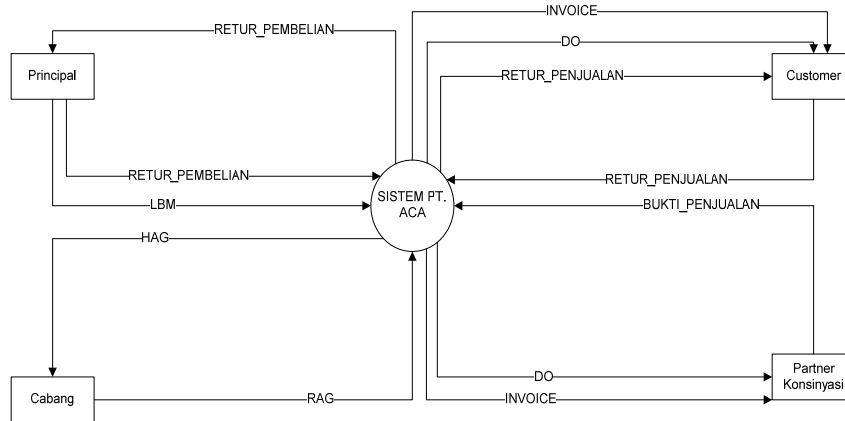 INVOICE
RETUR_PEMBELIAN
DO
Principal
RETUR_PENJUALAN
Customer
RETUR_PEMBELIAN
RETUR_PENJUALAN
SISTEM PT.
ACA
LBM
BUKTI_PENJUALAN
HAG
Partner
Konsinyasi
DO
Cabang
RAG
INVOICE